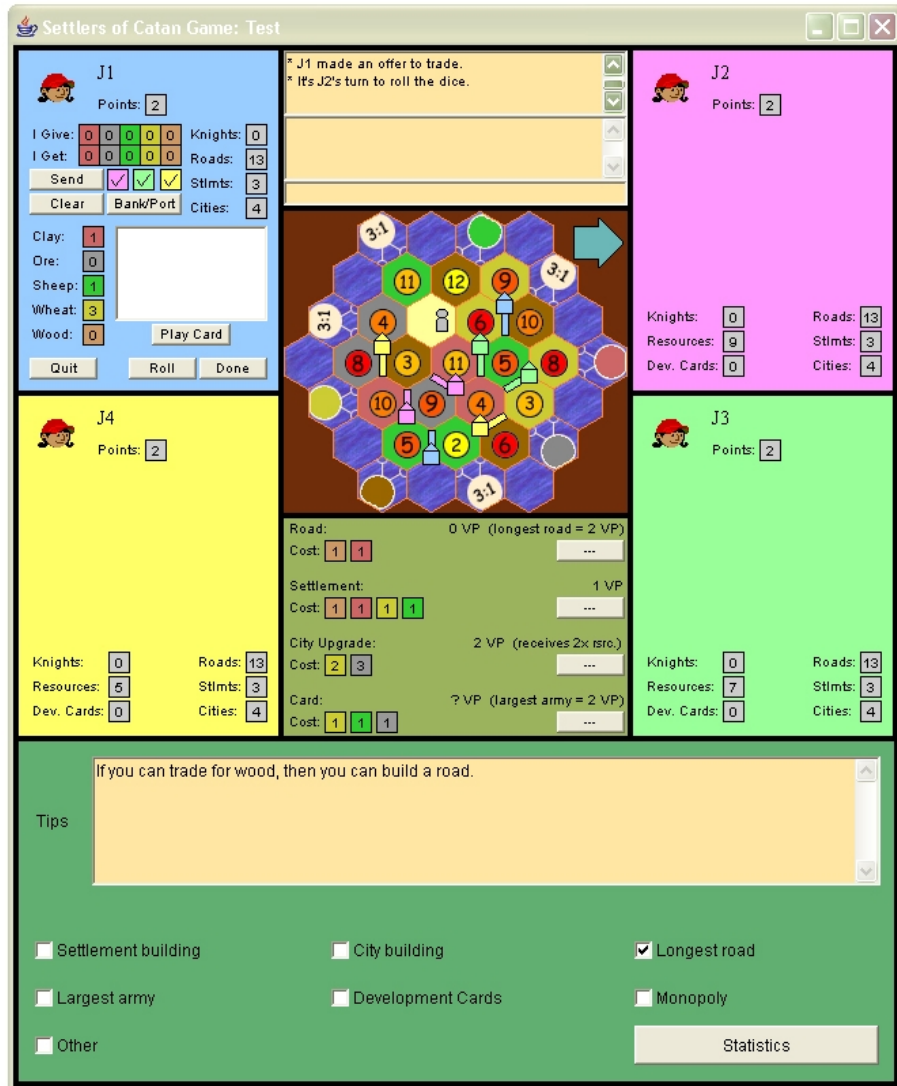 Settlers of Catan Game: Test
J1
Points: 2
I Give: 0 0 0 0 0 Knights: 0
I Get: 0 0 0 0 0 Roads: 13
Send Stlmts: 3
Clear Bank/Port Cities: 4
Clay: 1
Ore: 0
Sheep: 1
Wheat: 3
Wood: 0 Play Card
Quit Roll Done
* J1 made an offer to trade.
* It's J2's turn to roll the dice.
J2
Points: 2
Knights: 0 Roads: 13
Resources: 9 Stlmts: 3
Dev. Cards: 0 Cities: 4
3:1
11 12 9 3:1
3:1 4 6 10
8 3 11 5 8
10 9 4 3
5 2 6
3:1
J4
Points: 2
Knights: 0 Roads: 13
Resources: 5 Stlmts: 3
Dev. Cards: 0 Cities: 4
Road: 0 VP (longest road = 2 VP)
Cost: 1 1 ---
Settlement: 1 VP
Cost: 1 1 1 1 ---
City Upgrade: 2 VP (receives 2x rsrc.)
Cost: 2 3 ---
Card: ? VP (largest army = 2 VP)
Cost: 1 1 1 ---
J3
Points: 2
Knights: 0 Roads: 13
Resources: 7 Stlmts: 3
Dev. Cards: 0 Cities: 4
Tips
If you can trade for wood, then you can build a road.
Settlement building City building Longest road
Largest army Development Cards Monopoly
Other Statistics